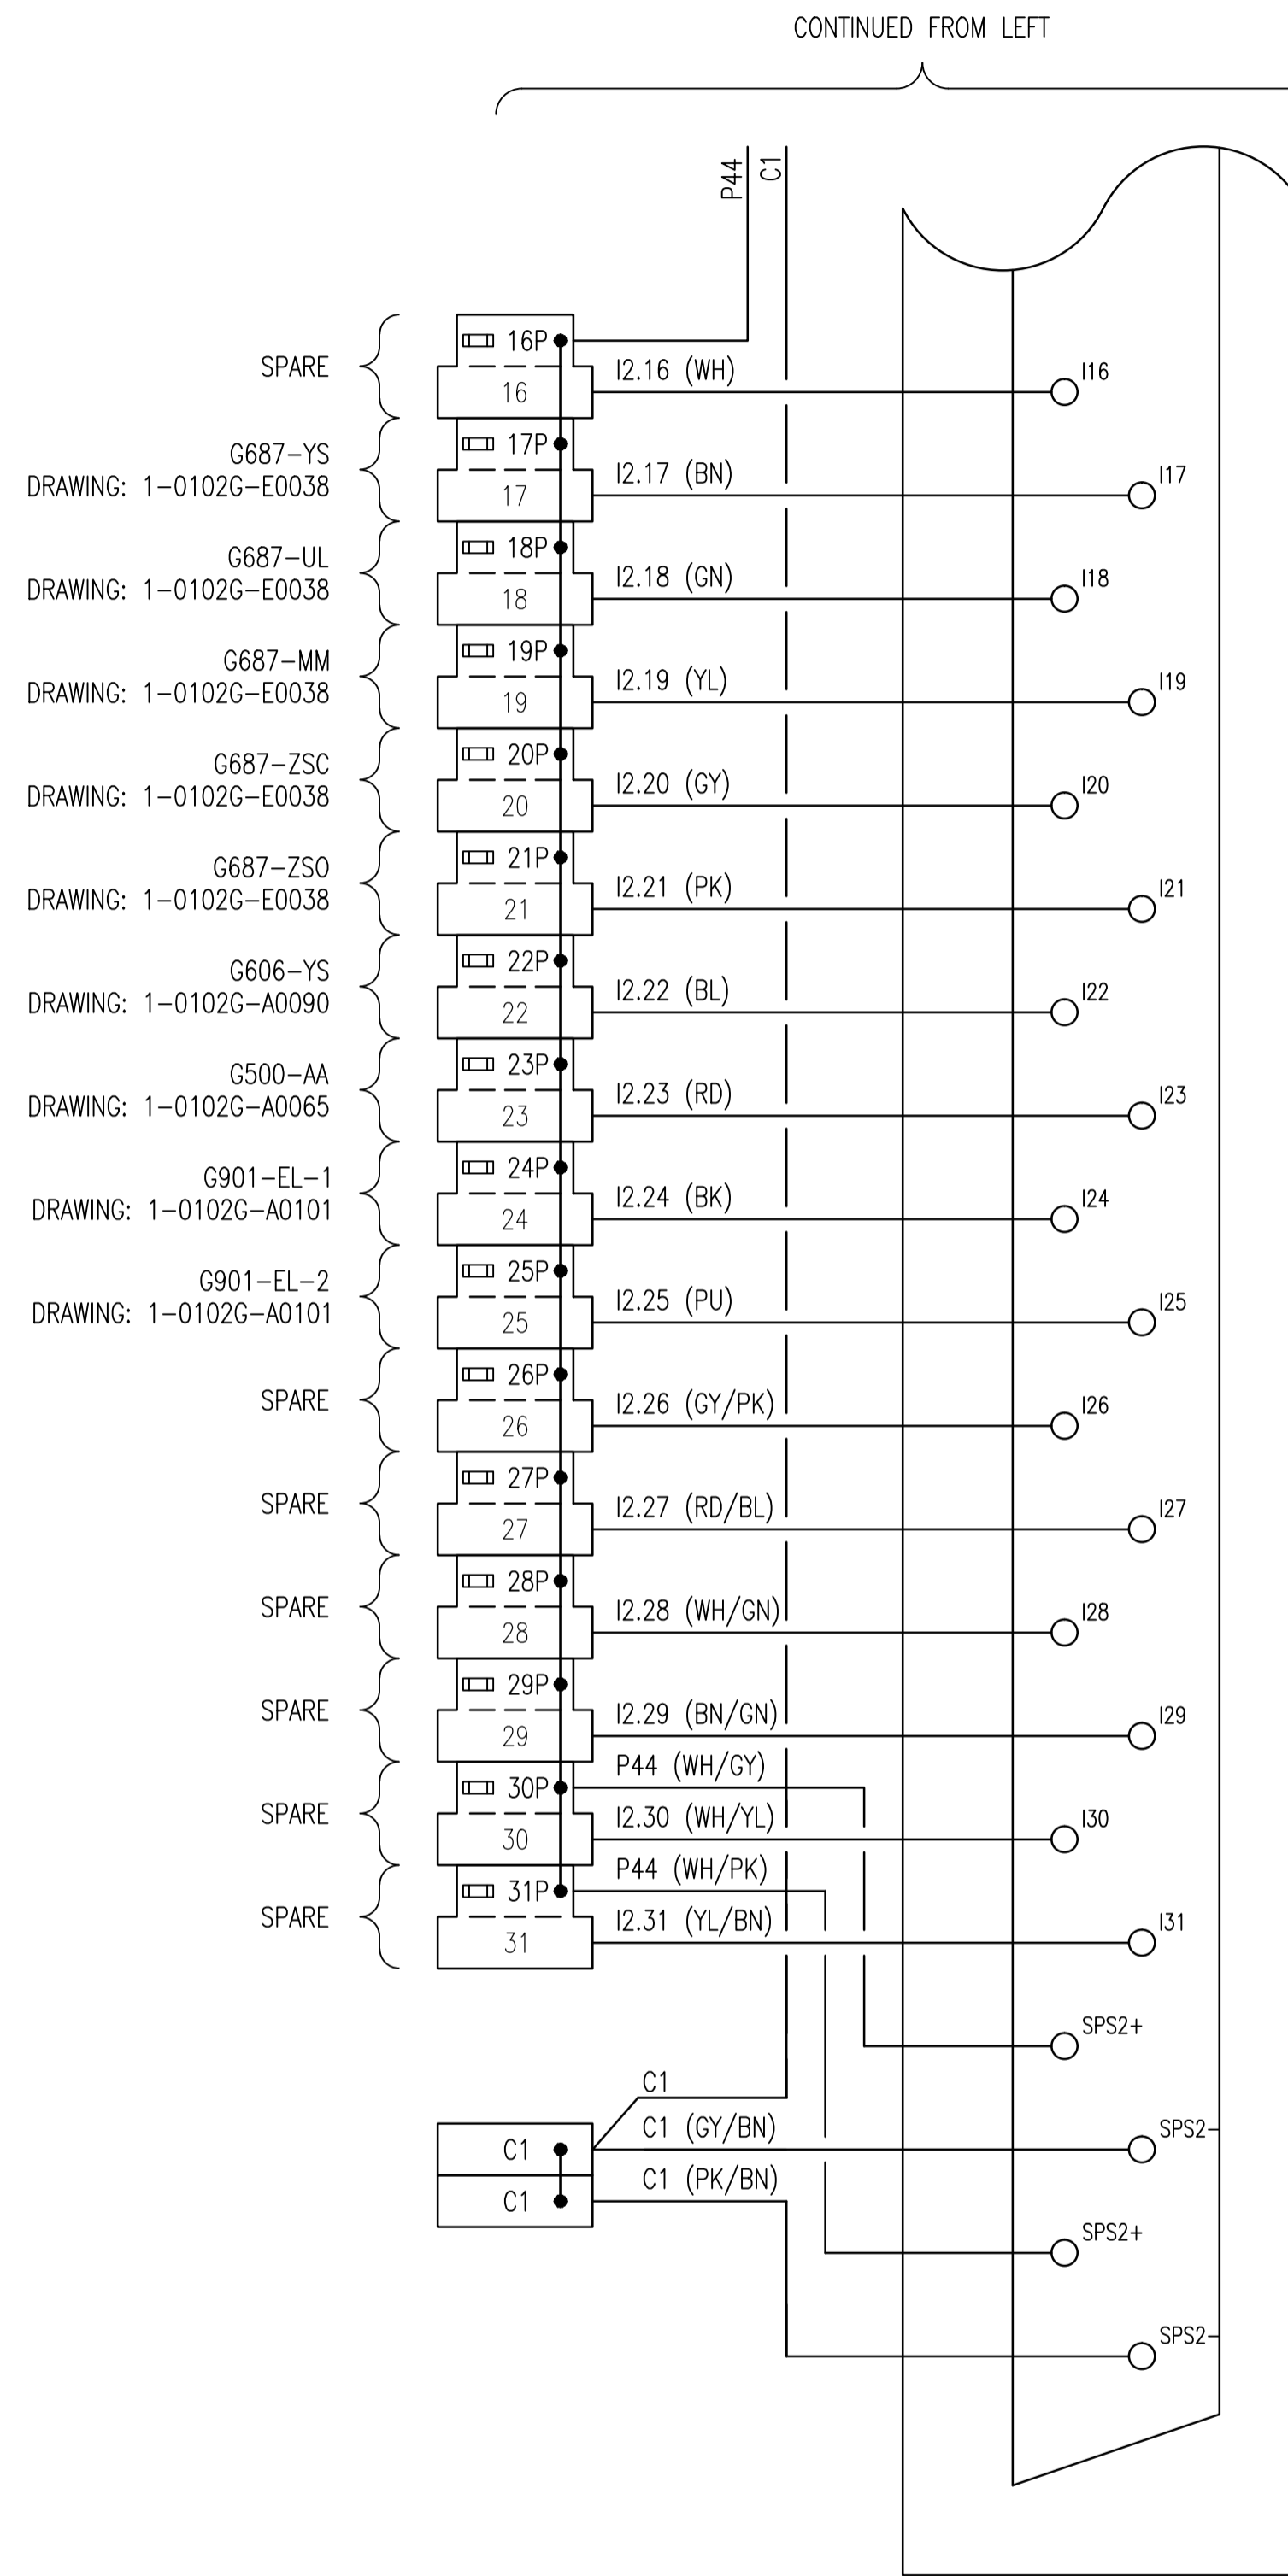 CONTINUED FROM LEFT
P44
C1
SPARE
16P
16
I2.16 (WH)
I16
G687-YS
DRAWING: 1-0102G-E0038
17P
17
I2.17 (BN)
I17
G687-UL
DRAWING: 1-0102G-E0038
18P
18
I2.18 (GN)
I18
G687-MM
DRAWING: 1-0102G-E0038
19P
19
I2.19 (YL)
I19
G687-ZSC
DRAWING: 1-0102G-E0038
20P
20
I2.20 (GY)
I20
G687-ZSO
DRAWING: 1-0102G-E0038
21P
21
I2.21 (PK)
I21
G606-YS
DRAWING: 1-0102G-A0090
22P
22
I2.22 (BL)
I22
G500-AA
DRAWING: 1-0102G-A0065
23P
23
I2.23 (RD)
I23
G901-EL-1
DRAWING: 1-0102G-A0101
24P
24
I2.24 (BK)
I24
G901-EL-2
DRAWING: 1-0102G-A0101
25P
25
I2.25 (PU)
I25
SPARE
26P
26
I2.26 (GY/PK)
I26
SPARE
27P
27
I2.27 (RD/BL)
I27
SPARE
28P
28
I2.28 (WH/GN)
I28
SPARE
29P
29
I2.29 (BN/GN)
I29
SPARE
30P
30
P44 (WH/GY)
I2.30 (WH/YL)
I30
SPARE
31P
31
P44 (WH/PK)
I2.31 (YL/BN)
I31
SPS2+
C1
C1
C1 (GY/BN)
SPS2-
C1
C1 (PK/BN)
SPS2+
SPS2-